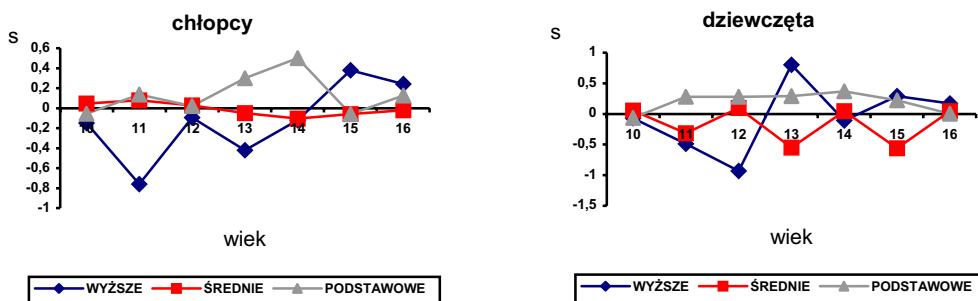 chłopcy
s
0,6
0,4
0,2
0
-0,2
-0,4
-0,6
-0,8
-1
10 11 12 13 14 15 16
wiek
WYŻSZE ŚREDNIE PODSTAWOWE
dziewczęta
s
1
0,5
0
-0,5
-1
-1,5
10 11 12 13 14 15 16
wiek
WYŻSZE ŚREDNIE PODSTAWOWE